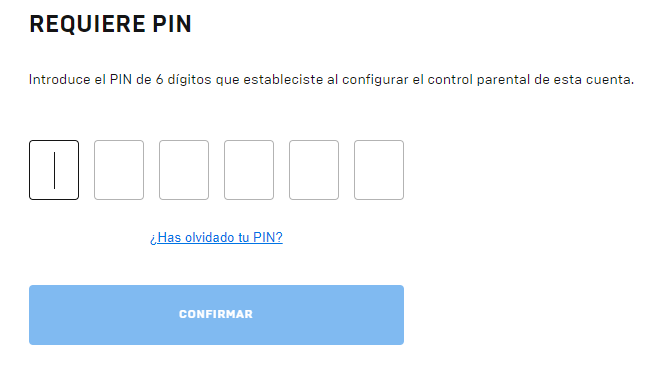 REQUIERE PIN
Introduce el PIN de 6 dígitos que estableciste al configurar el control parental de esta cuenta.
¿Has olvidado tu PIN?
CONFIRMAR